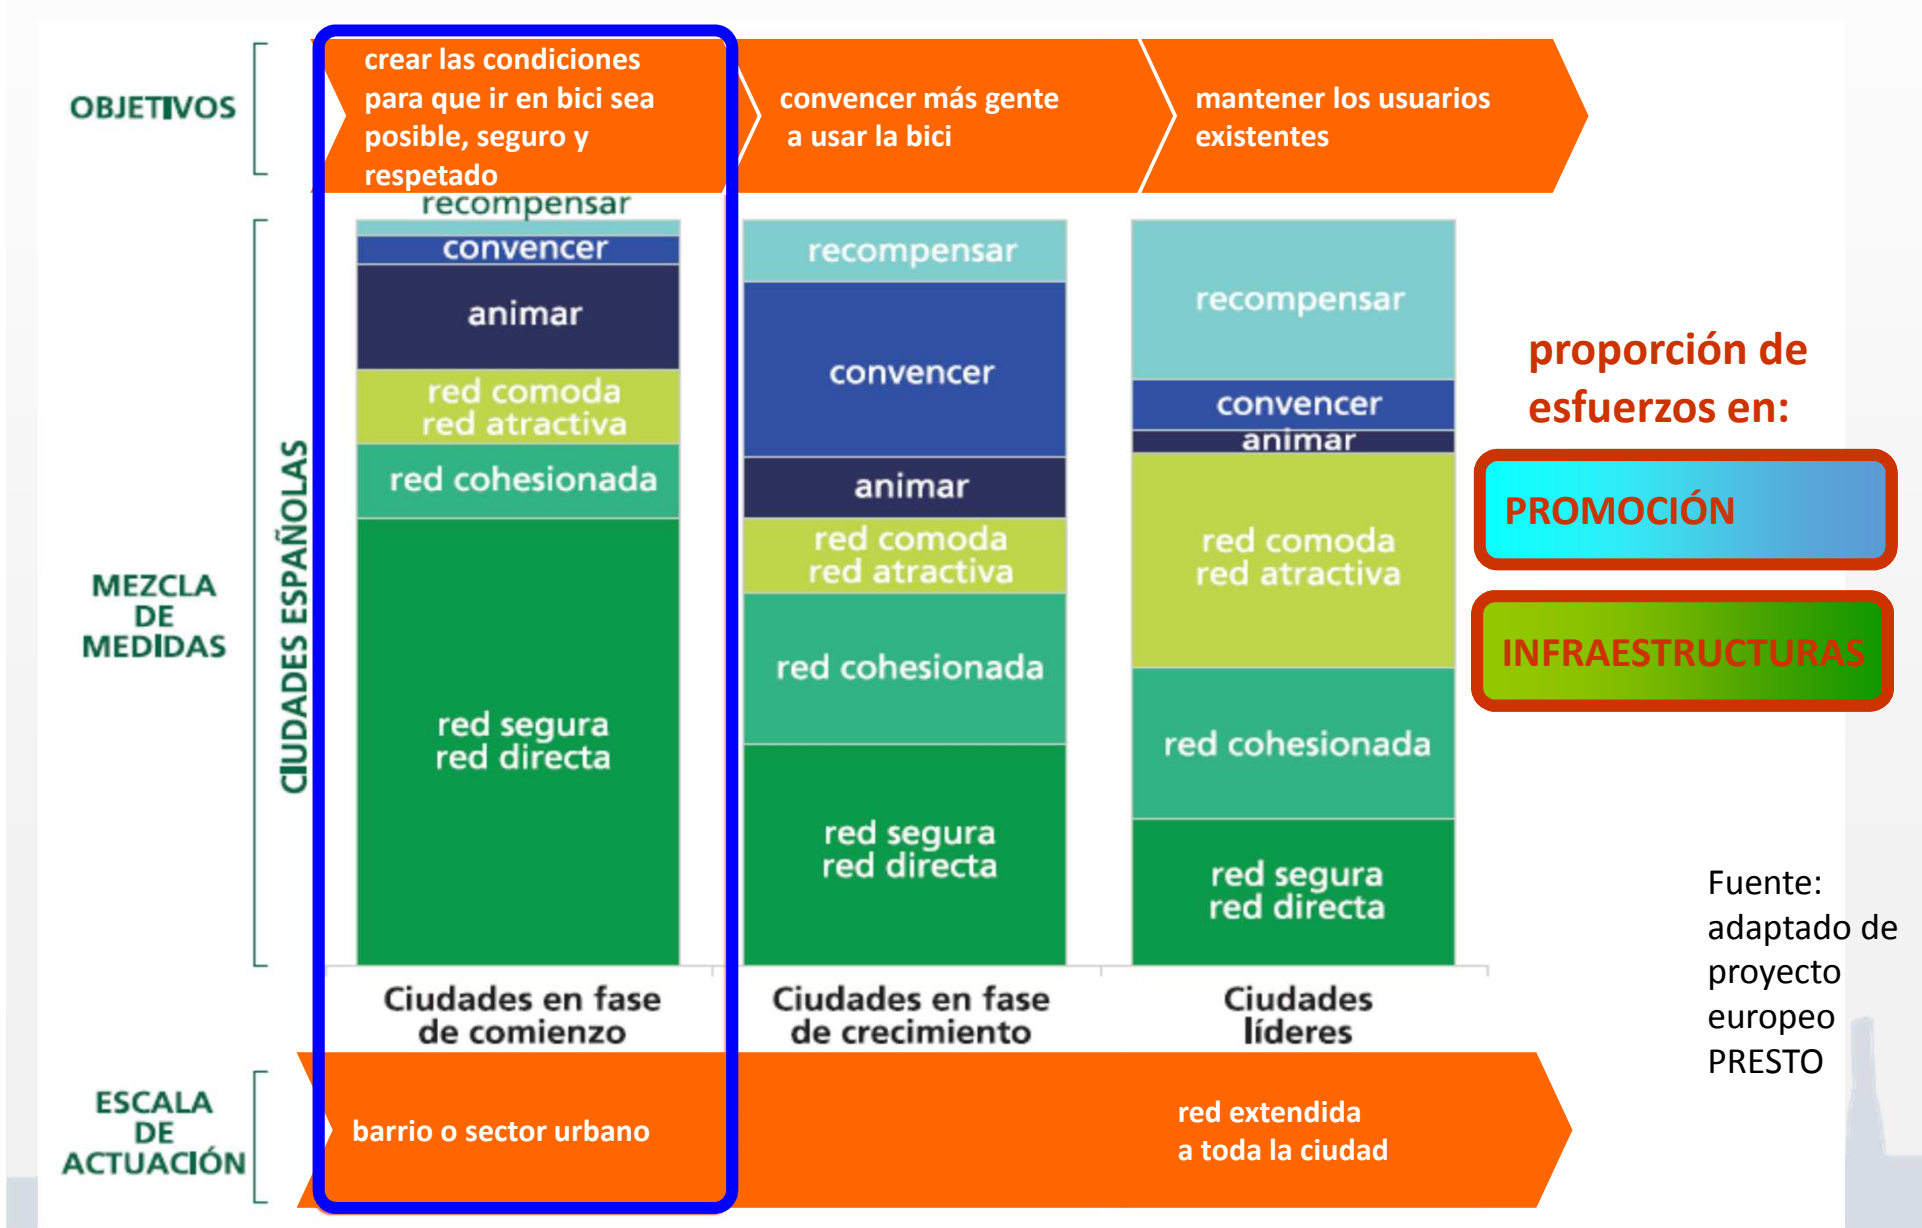 OBJETIVOS
crear las condiciones
para que ir en bici sea
posible, seguro y
respetado
convencer más gente
a usar la bici
mantener los usuarios
existentes
MEZCLA
DE
MEDIDAS
CIUDADES ESPAÑOLAS
recompensar
convencer
animar
red comoda
red atractiva
red cohesionada
red segura
red directa
Ciudades en fase
de comienzo
recompensar
convencer
animar
red comoda
red atractiva
red cohesionada
red segura
red directa
Ciudades en fase
de crecimiento
recompensar
convencer
animar
red comoda
red atractiva
red cohesionada
red segura
red directa
Ciudades
líderes
proporción de
esfuerzos en:
PROMOCIÓN
INFRAESTRUCTURAS
Fuente:
adaptado de
proyecto
europeo
PRESTO
ESCALA
DE
ACTUACIÓN
barrio o sector urbano
red extendida
a toda la ciudad